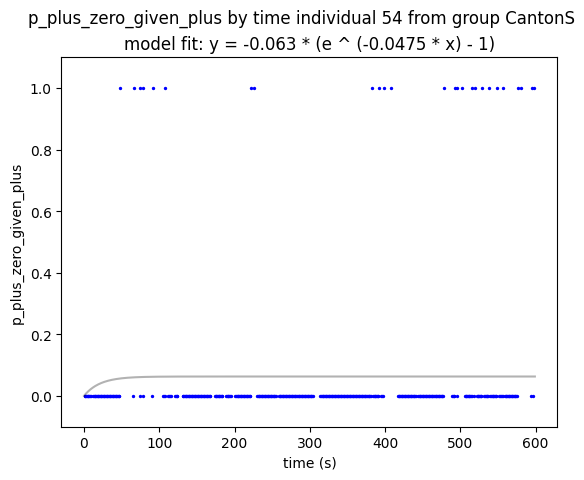 p_plus_zero_given_plus by time individual 54 from group CantonS
model fit: y = -0.063 * (e ^ (-0.0475 * x) - 1)
p_plus_zero_given_plus
1.0
0.8
0.6
0.4
0.2
0.0
0 100 200 300 400 500 600
time (s)